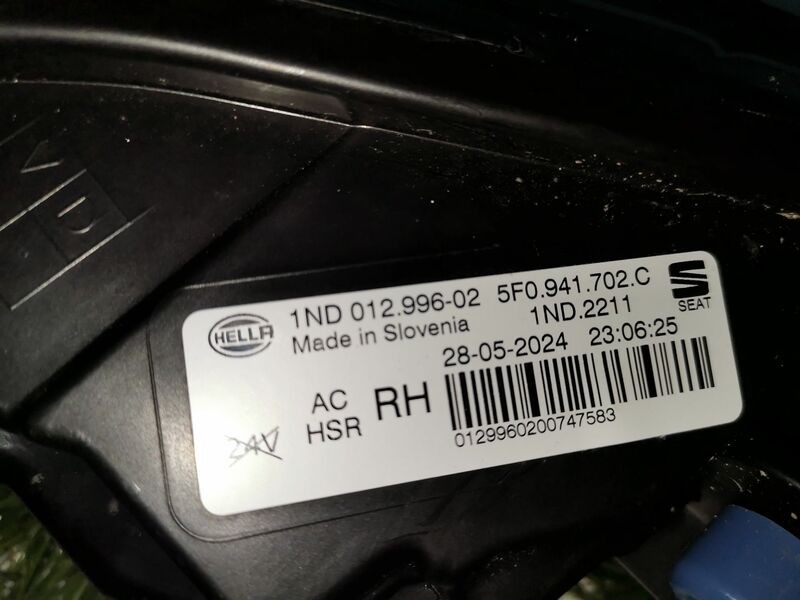 D
HELLA
1ND 012.996-02 5F0.941.702.C
Made in Slovenia 1ND.2211
SEAT
28-05-2024 23:06:25
AC RH
HSR
24V
0129960200747583